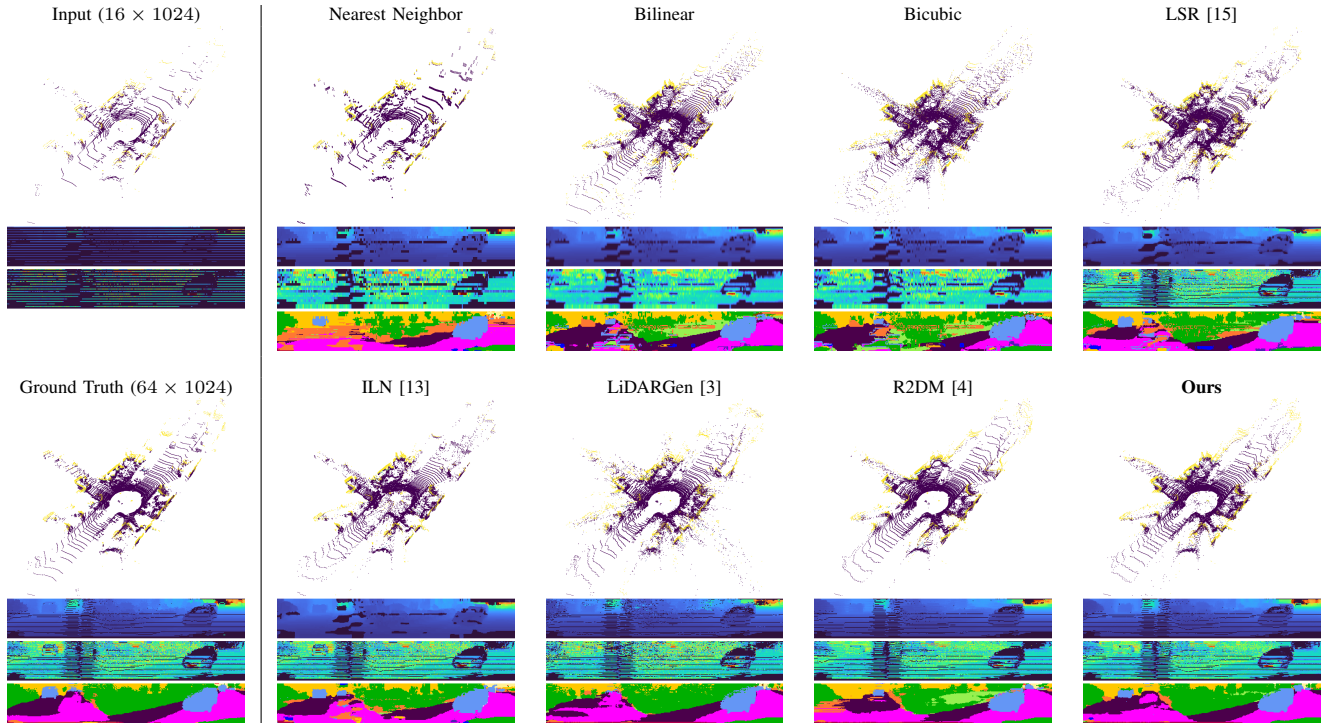 Input (16 × 1024)
Nearest Neighbor
Bilinear
Bicubic
LSR [15]
Ground Truth (64 × 1024)
ILN [13]
LiDARGen [3]
R2DM [4]
Ours